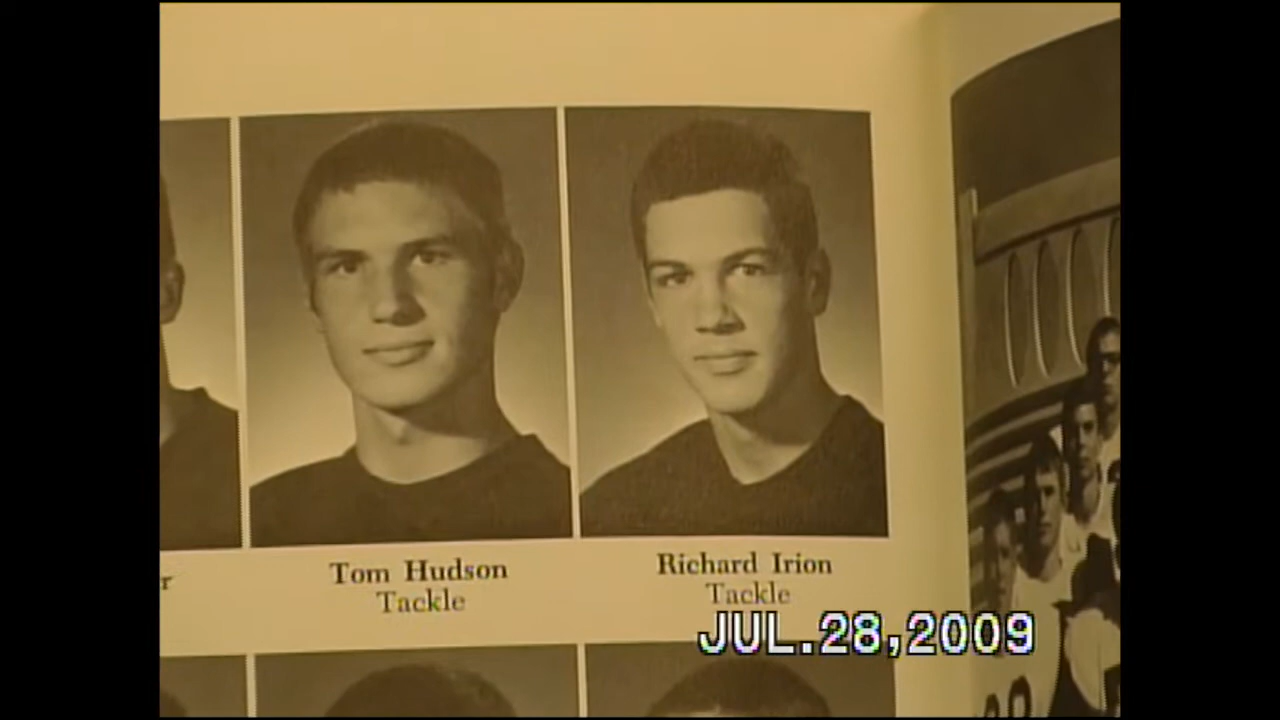 r
Tom Hudson
Tackle
Richard Irion
Tackle
JUL.28,2009